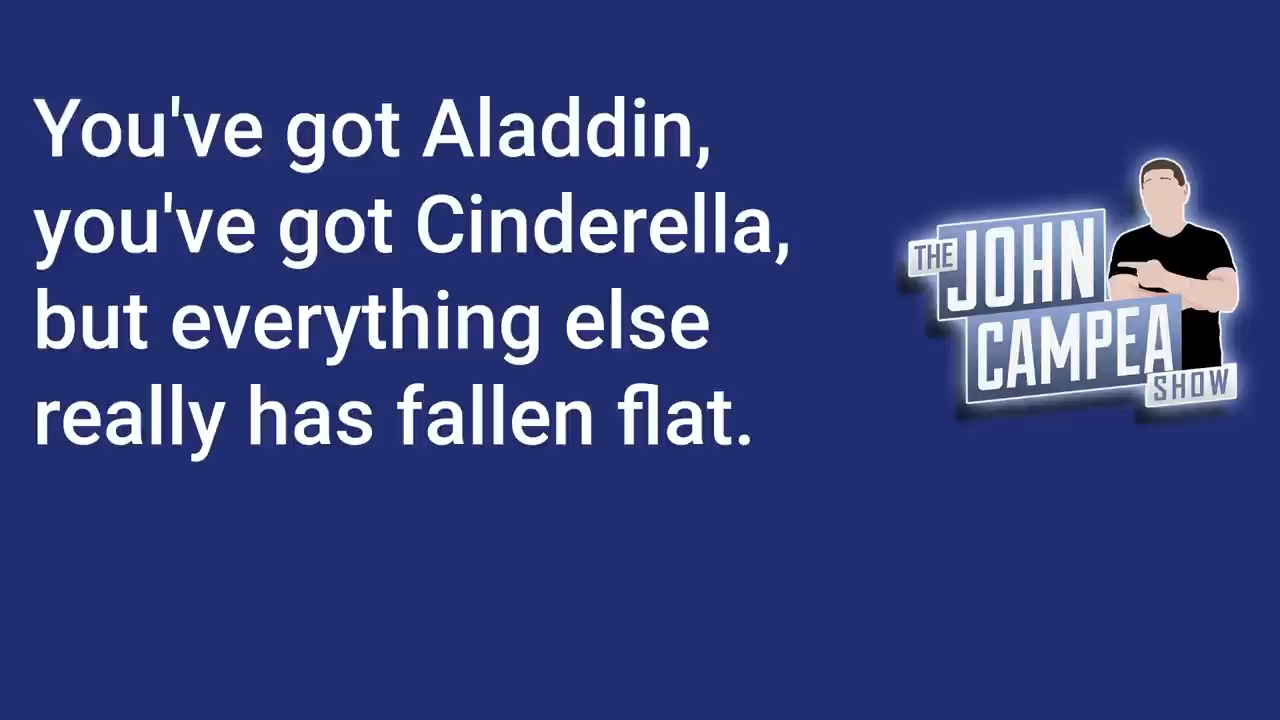 You've got Aladdin,
you've got Cinderella,
but everything else
really has fallen flat.
THE
JOHN
CAMPEA
SHOW